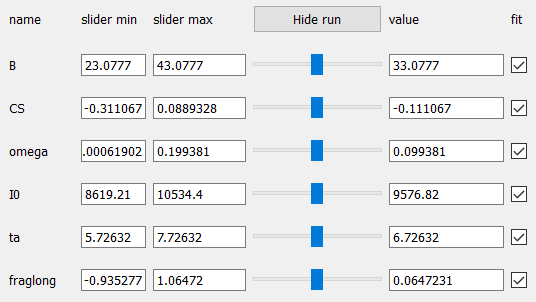 name slider min slider max Hide run value fit
B 23.0777 43.0777 33.0777
CS -0.311067 0.0889328 -0.111067
omega .00061902 0.199381 0.099381
I0 8619.21 10534.4 9576.82
ta 5.72632 7.72632 6.72632
fraglong -0.935277 1.06472 0.0647231